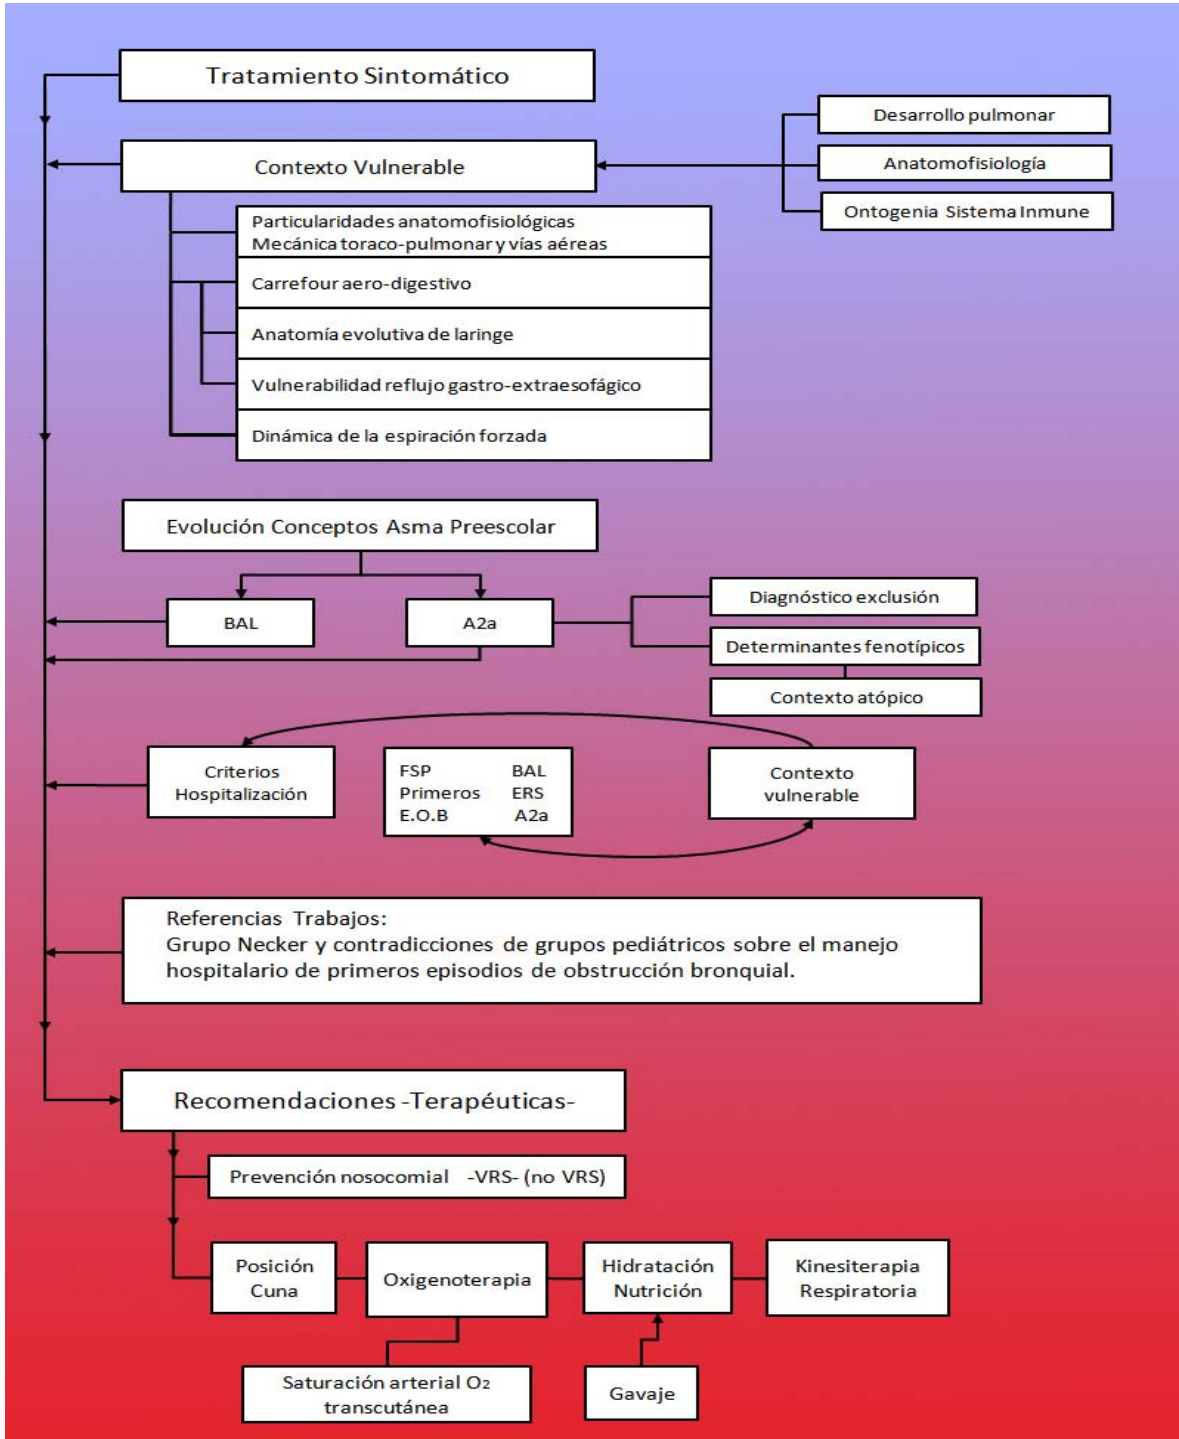 Tratamiento Sintomático
Desarrollo pulmonar
Contexto Vulnerable
Anatomofisiología
Ontogenia Sistema Inmune
Particularidades anatomofisiológicas
Mecánica toraco-pulmonar y vías aéreas
Carrefour aero-digestivo
Anatomía evolutiva de laringe
Vulnerabilidad reflujo gastro-extraesofágico
Dinámica de la espiración forzada
Evolución Conceptos Asma Preescolar
BAL
A2a
Diagnóstico exclusión
Determinantes fenotípicos
Contexto atópico
Criterios
Hospitalización
FSP BAL
Primeros ERS
E.O.B A2a
Contexto
vulnerable
Referencias Trabajos:
Grupo Necker y contradicciones de grupos pediátricos sobre el manejo
hospitalario de primeros episodios de obstrucción bronquial.
Recomendaciones -Terapéuticas-
Prevención nosocomial -VRS- (no VRS)
Posición
Cuna
Oxigenoterapia
Hidratación
Nutrición
Kinesiterapia
Respiratoria
Saturación arterial O2
transcutánea
Gavaje